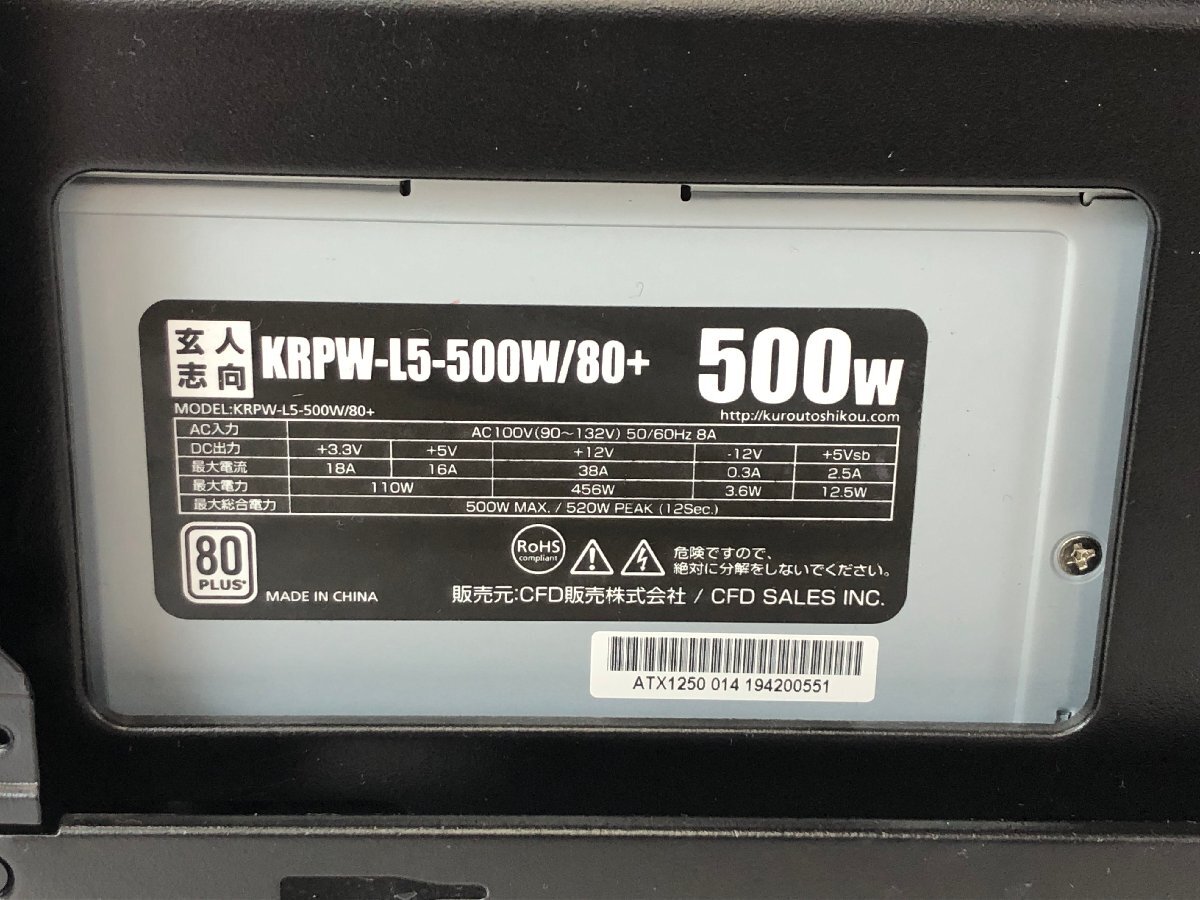 玄人
志向
KRPW-L5-500W/80+
500W
MODEL:KRPW-L5-500W/80+
http://kuroutoshikou.com
AC入力 AC100V(90～132V) 50/60Hz 8A
DC出力 +3.3V +5V +12V -12V +5Vsb
最大電流 18A 16A 38A 0.3A 2.5A
最大電力 110W 456W 3.6W 12.5W
最大総合電力 500W MAX. / 520W PEAK (12Sec.)
80
PLUS
MADE IN CHINA
RoHS
compliant
危険ですので、
絶対に分解をしないでください。
販売元:CFD販売株式会社 / CFD SALES INC.
ATX1250 014 194200551